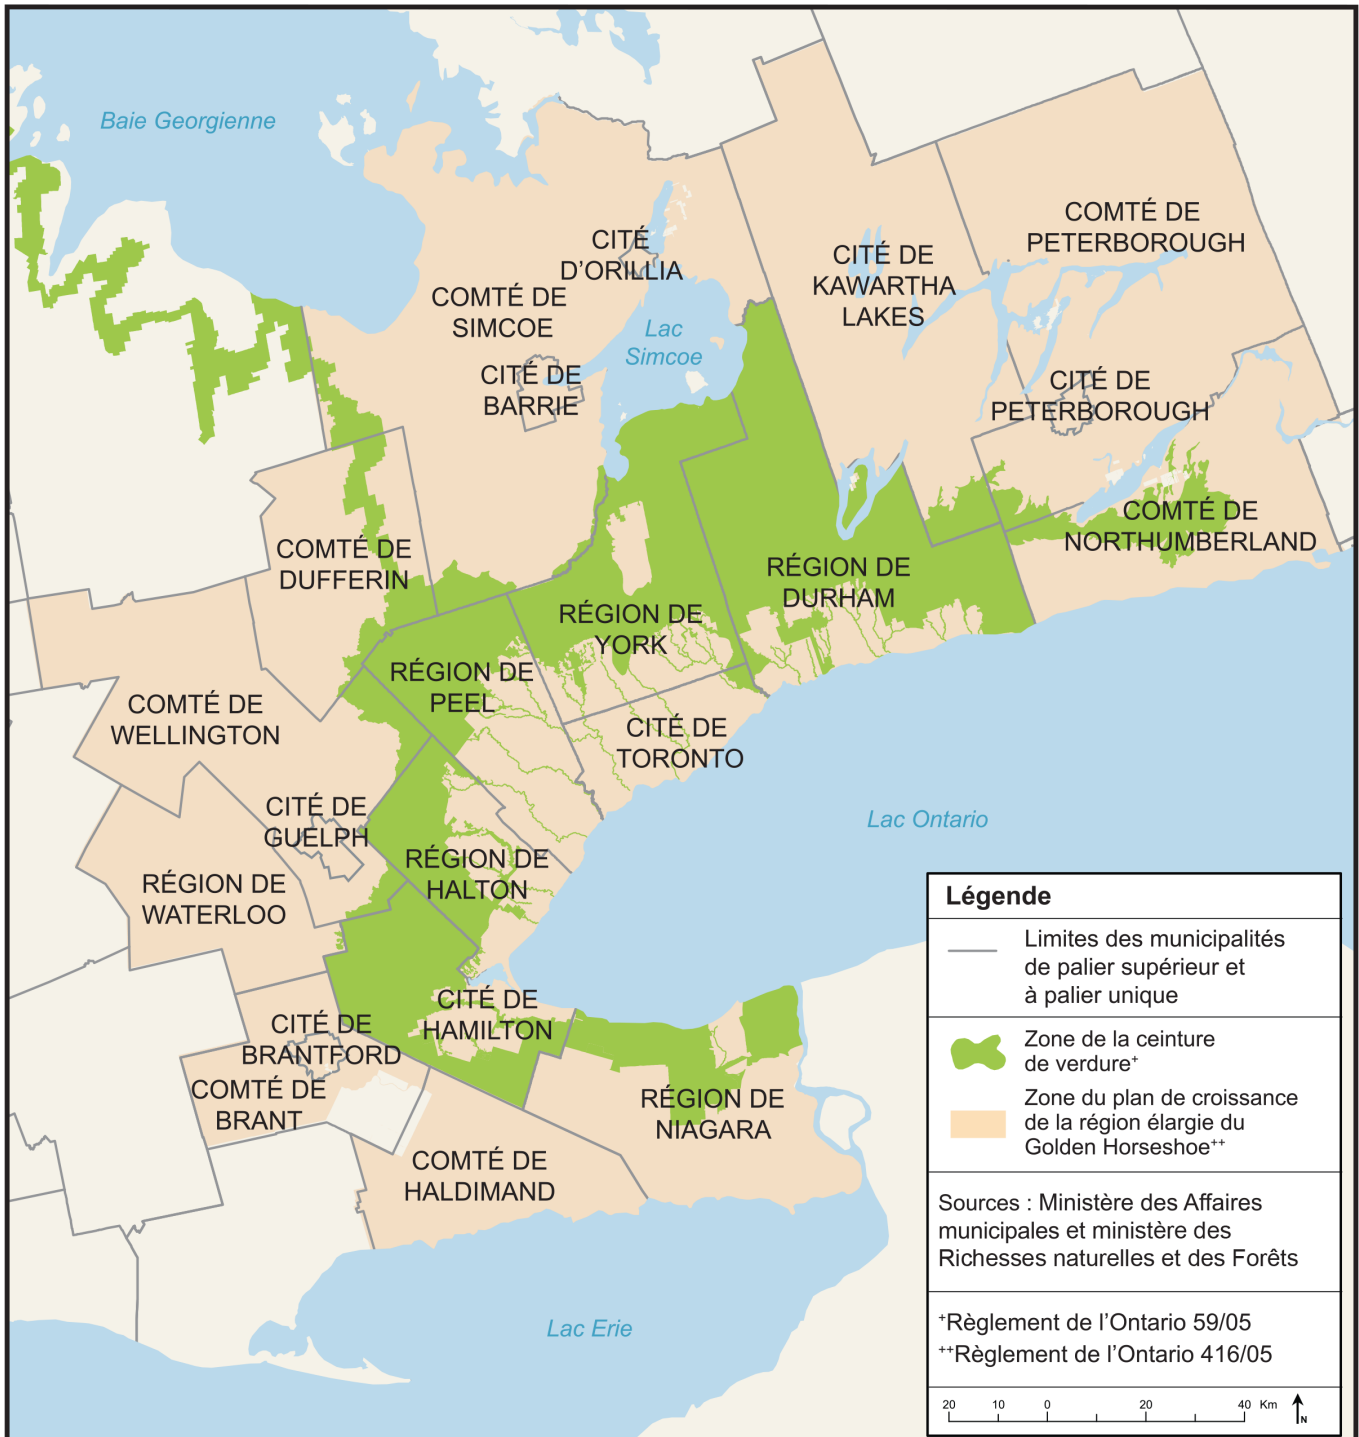 Baie Georgienne
COMTÉ DE
PETERBOROUGH
CITÉ
D'ORILLIA
CITÉ DE
KAWARTHA
LAKES
COMTÉ DE
SIMCOE
Lac
Simcoe
CITÉ DE
BARRIE
CITÉ DE
PETERBOROUGH
COMTÉ DE
NORTHUMBERLAND
COMTÉ DE
DUFFERIN
RÉGION DE
DURHAM
RÉGION DE
YORK
RÉGION DE
PEEL
COMTÉ DE
WELLINGTON
CITÉ DE
TORONTO
CITÉ DE
GUELPH
Lac Ontario
RÉGION DE
HALTON
RÉGION DE
WATERLOO
CITÉ DE
HAMILTON
CITÉ DE
BRANTFORD
COMTÉ DE
BRANT
RÉGION DE
NIAGARA
COMTÉ DE
HALDIMAND
Lac Erie
Légende
Limites des municipalités
de palier supérieur et
à palier unique
Zone de la ceinture
de verdure+
Zone du plan de croissance
de la région élargie du
Golden Horseshoe++
Sources : Ministère des Affaires
municipales et ministère des
Richesses naturelles et des Forêts
+Règlement de l'Ontario 59/05
++Règlement de l'Ontario 416/05
20 10 0 20 40 Km
N